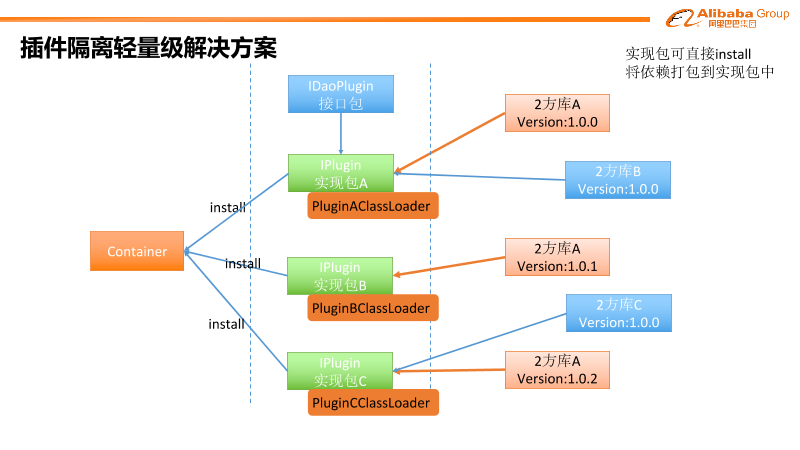 Alibaba Group
阿里巴巴集团
插件隔离轻量级解决方案
实现包可直接install
将依赖打包到实现包中
IDaoPlugin
接口包
2方库A
Version:1.0.0
IPlugin
实现包A
2方库B
Version:1.0.0
PluginAClassLoader
install
Container
install
IPlugin
实现包B
2方库A
Version:1.0.1
PluginBClassLoader
2方库C
Version:1.0.0
install
IPlugin
实现包C
2方库A
Version:1.0.2
PluginCClassLoader